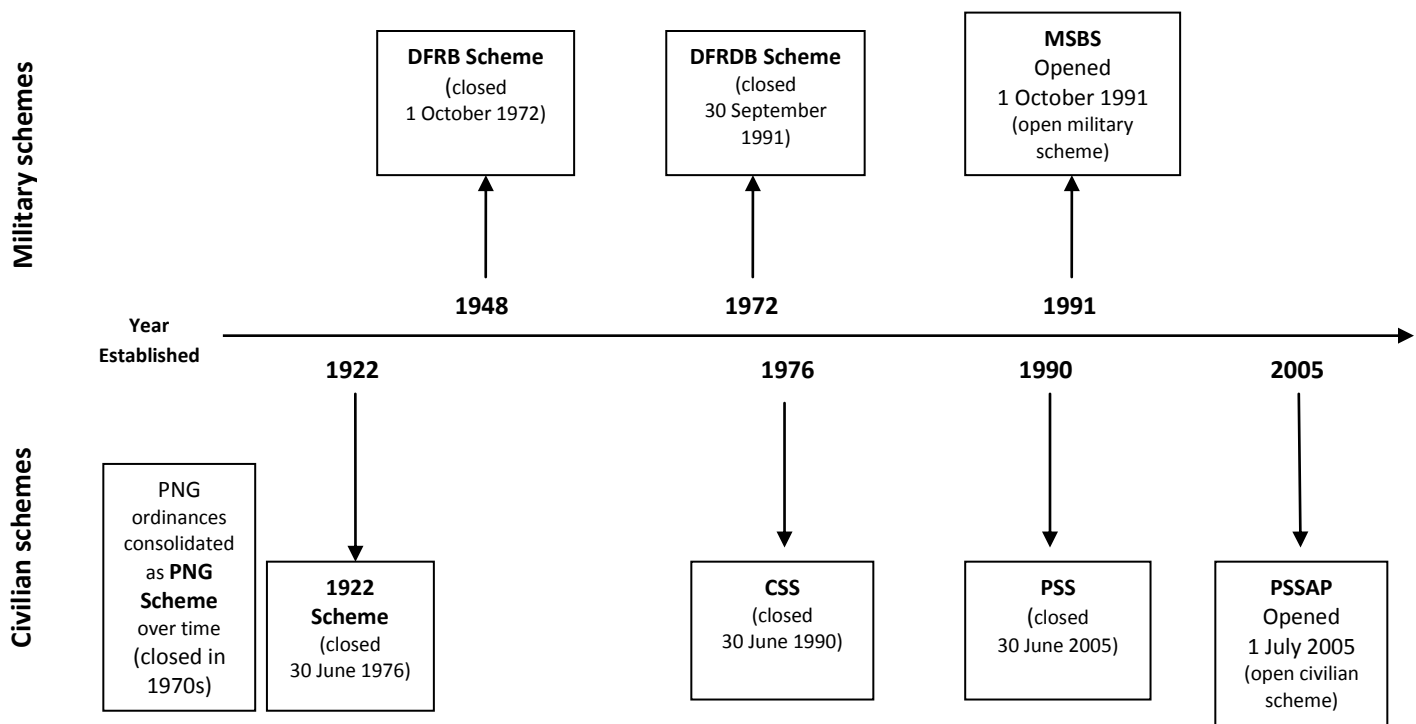 Military schemes
DFRB Scheme
(closed
1 October 1972)
DFRDB Scheme
(closed
30 September
1991)
MSBS
Opened
1 October 1991
(open military
scheme)
1948
1972
1991
Year
Established
1922
1976
1990
2005
Civilian schemes
PNG
ordinances
consolidated
as PNG
Scheme
over time
(closed in
1970s)
1922
Scheme
(closed
30 June 1976)
CSS
(closed
30 June 1990)
PSS
(closed
30 June 2005)
PSSAP
Opened
1 July 2005
(open civilian
scheme)